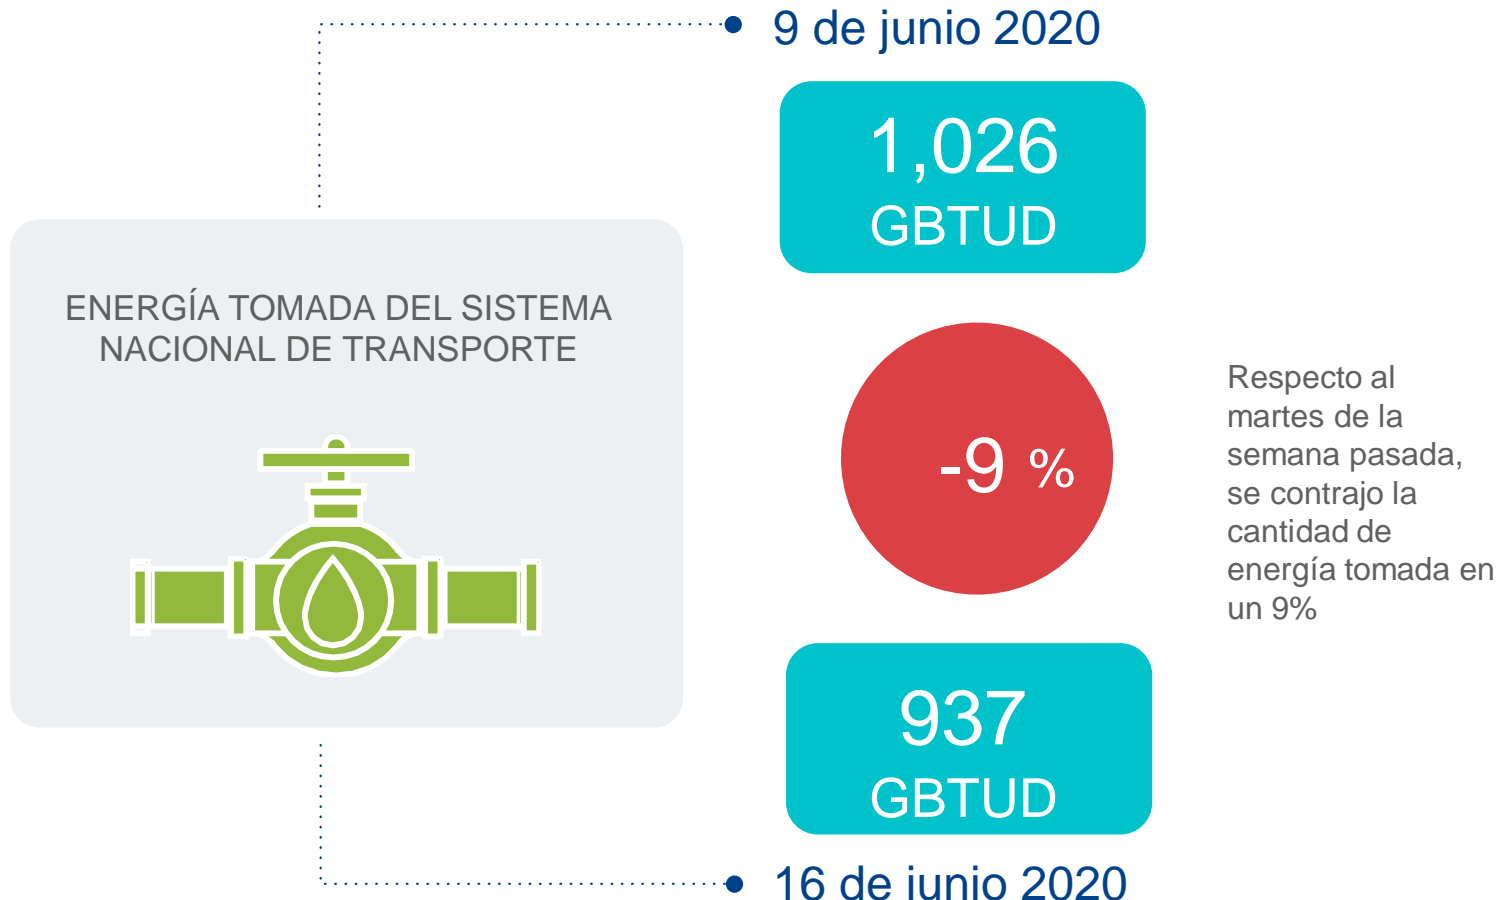 9 de junio 2020
1,026
GBTUD
ENERGÍA TOMADA DEL SISTEMA
NACIONAL DE TRANSPORTE
-9 %
Respecto al
martes de la
semana pasada,
se contrajo la
cantidad de
energía tomada en
un 9%
937
GBTUD
16 de junio 2020